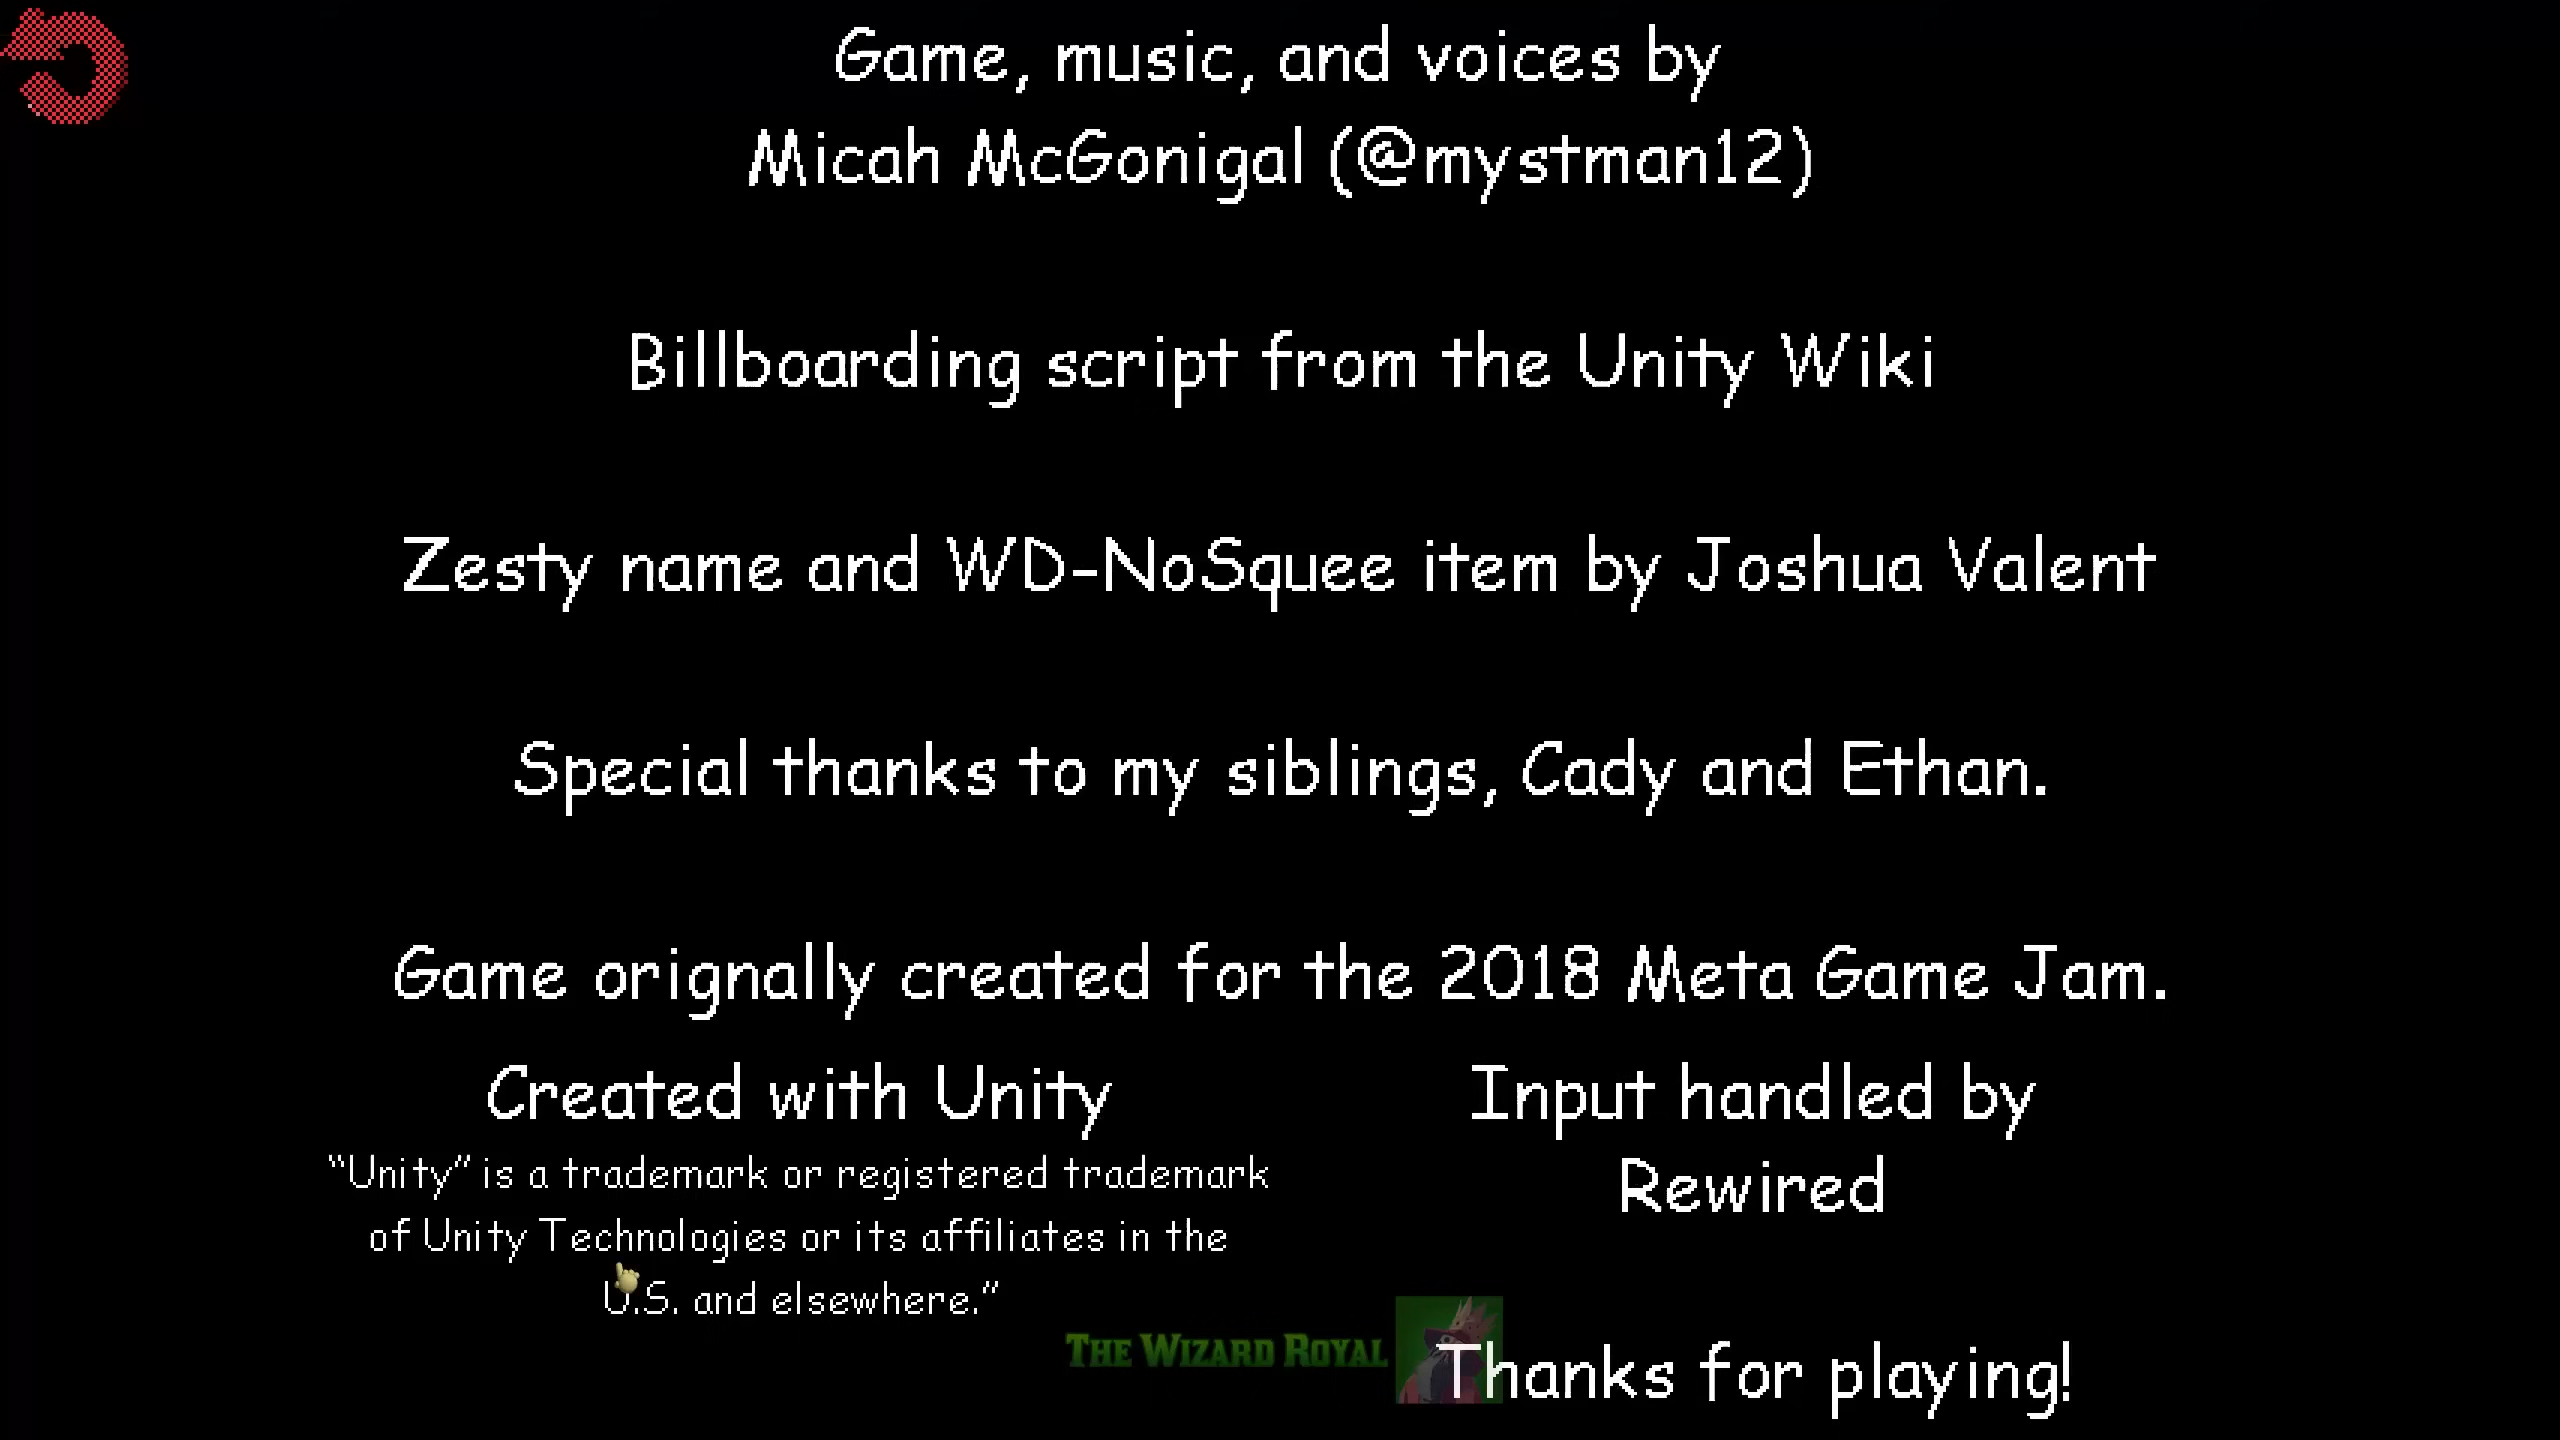 Game, music, and voices by
Micah McGonigal (@mystman12)
Billboarding script from the Unity Wiki
Zesty name and WD-NoSquee item by Joshua Valent
Special thanks to my siblings, Cady and Ethan.
Game orignally created for the 2018 Meta Game Jam.
Created with Unity
“Unity” is a trademark or registered trademark
of Unity Technologies or its affiliates in the
U.S. and elsewhere.”
Input handled by
Rewired
The Wizard Royal
Thanks for playing!